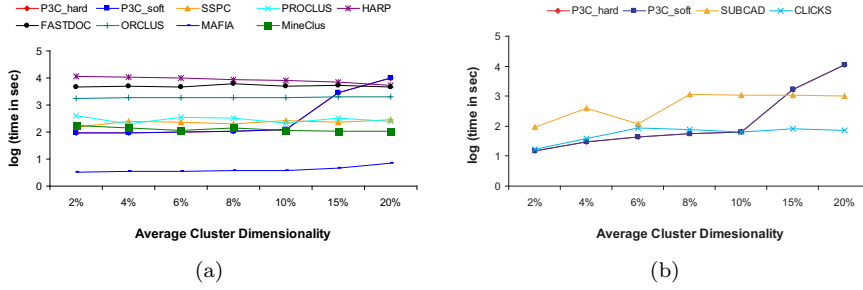 P3C_hard P3C_soft SSPC PROCLUS HARP
FASTDOC ORCLUS MAFIA MineClus
log (time in sec)
5
4
3
2
1
0
2% 4% 6% 8% 10% 15% 20%
Average Cluster Dimensionality
(a)
P3C_hard P3C_soft SUBCAD CLICKS
log (time in sec)
5
4
3
2
1
0
2% 4% 6% 8% 10% 15% 20%
Average Cluster Dimesionality
(b)